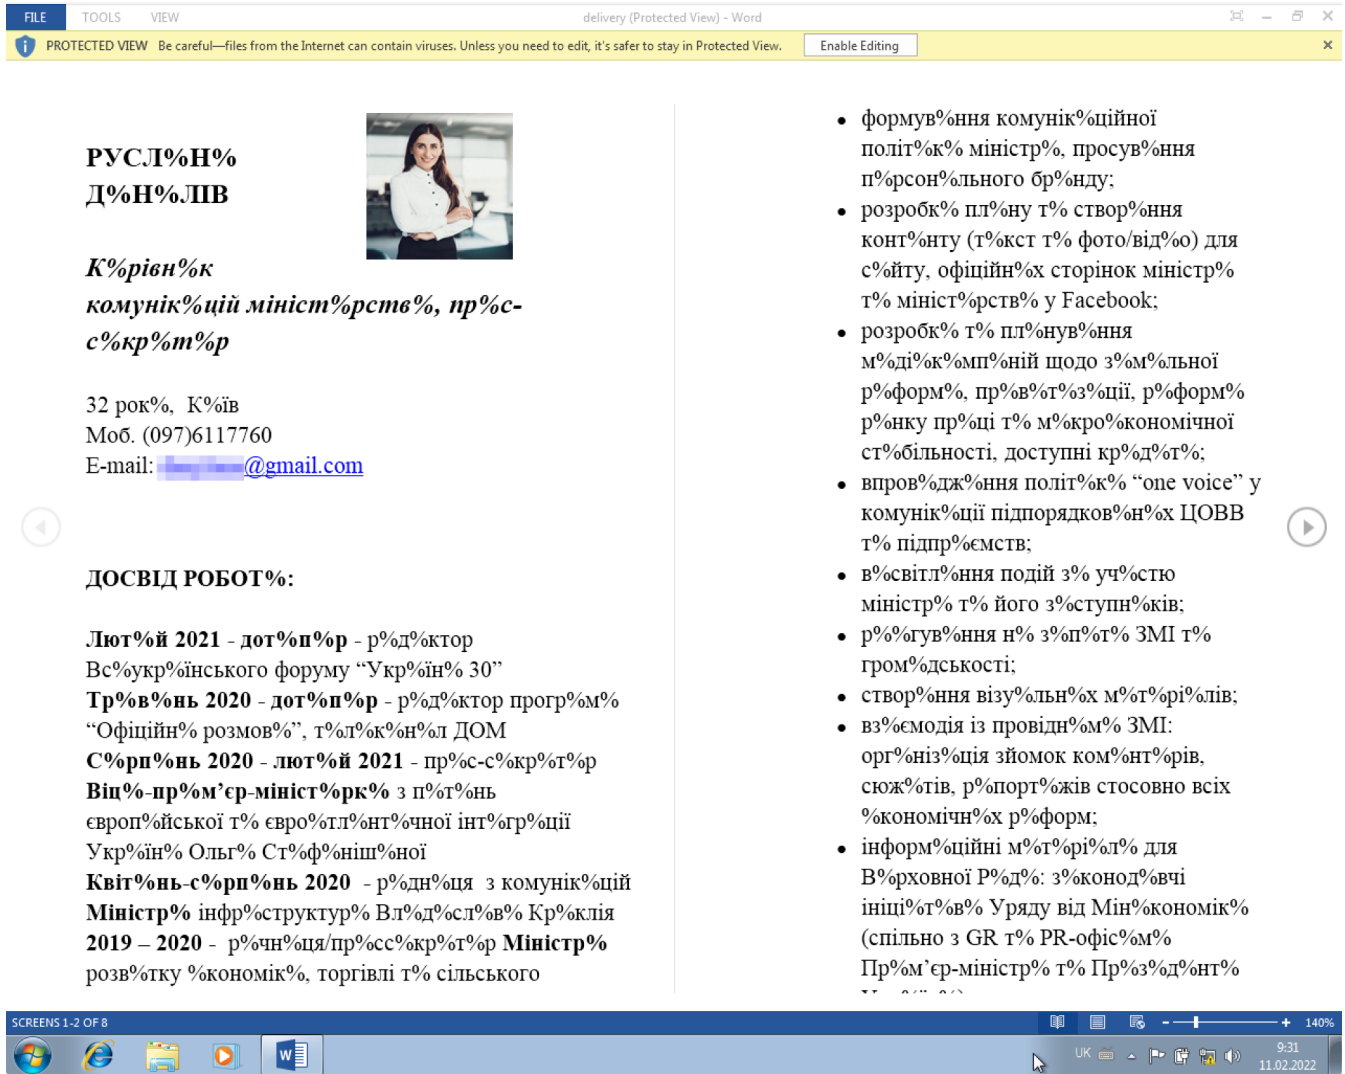 FILE TOOLS VIEW delivery (Protected View) - Word
PROTECTED VIEW Be careful—files from the Internet can contain viruses. Unless you need to edit, it's safer to stay in Protected View. Enable Editing
РУСЛ%Н%
Д%Н%ЛІВ
К%рівн%к
комунік%цій мініст%рств%, пр%с-
с%кр%т%р
32 рок%, К%їв
Моб. (097)6117760
E-mail: @gmail.com
ДОСВІД РОБОТ%:
Лют%й 2021 - дот%п%р - р%д%ктор
Вс%укр%їнського форуму “Укр%їн% 30”
Тр%в%нь 2020 - дот%п%р - р%д%ктор прогр%м%
“Офіційн% розмов%”, т%л%к%н%л ДОМ
С%рп%нь 2020 - лют%й 2021 - пр%с-с%кр%т%р
Віц%-пр%м’єр-мініст%рк% з п%т%нь
європ%йської т% євро%тл%нт%чної інт%гр%ції
Укр%їн% Ольг% Ст%ф%ніш%ної
Квіт%нь-с%рп%нь 2020 - р%дн%ця з комунік%цій
Міністр% інфр%структур% Вл%д%сл%в% Кр%клія
2019 – 2020 - р%чн%ця/пр%сс%кр%т%р Міністр%
розв%тку %кономік%, торгівлі т% сільського
формув%ння комунік%ційної
політ%к% міністр%, просув%ння
п%рсон%льного бр%нду;
розробк% пл%ну т% створ%ння
конт%нту (т%кст т% фото/від%о) для
с%йту, офіційн%х сторінок міністр%
т% мініст%рств% у Facebook;
розробк% т% пл%нув%ння
м%ді%к%мп%ній щодо з%м%льної
р%форм%, пр%в%т%з%ції, р%форм%
р%нку пр%ці т% м%кро%кономічної
ст%більності, доступні кр%д%т%;
впров%дж%ння політ%к% “one voice” у
комунік%ції підпорядков%н%х ЦОВВ
т% підпр%ємств;
в%світл%ння подій з% уч%стю
міністр% т% його з%ступн%ків;
р%%гув%ння н% з%п%т% ЗМІ т%
гром%дськості;
створ%ння візу%льн%х м%т%рі%лів;
вз%ємодія із провідн%м% ЗМІ:
орг%ніз%ція зйомок ком%нт%рів,
сюж%тів, р%порт%жів стосовно всіх
%кономічн%х р%форм;
інформ%ційні м%т%рі%л% для
В%рховної Р%д%: з%конод%вчі
ініці%т%в% Уряду від Мін%кономік%
(спільно з GR т% PR-офіс%м%
Пр%м’єр-міністр% т% Пр%з%д%нт%
SCREENS 1-2 OF 8 140%
UK 9:31
11.02.2022